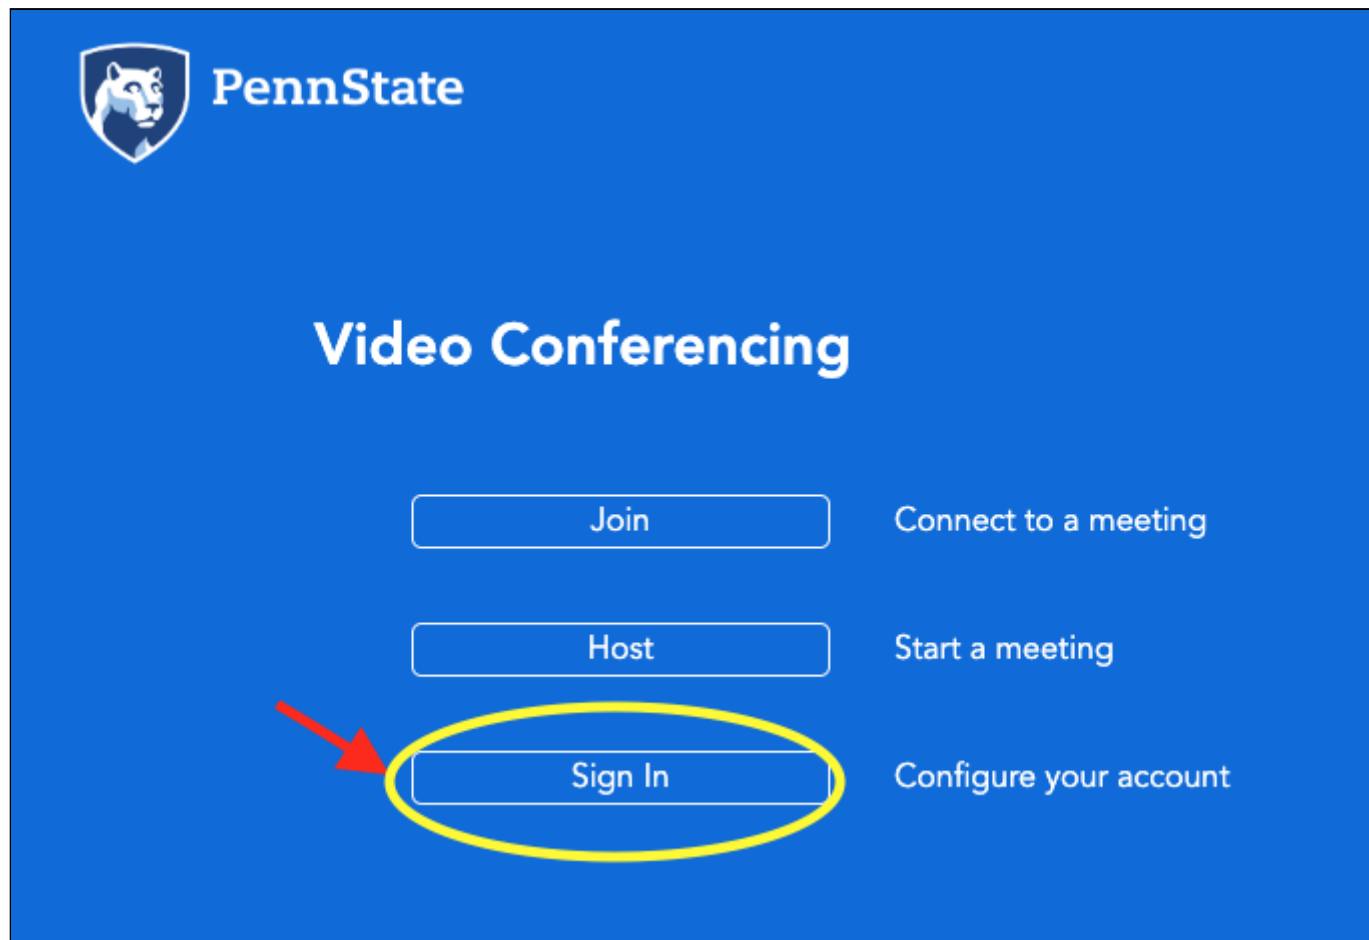 PennState
Video Conferencing
Join Connect to a meeting
Host Start a meeting
Sign In Configure your account